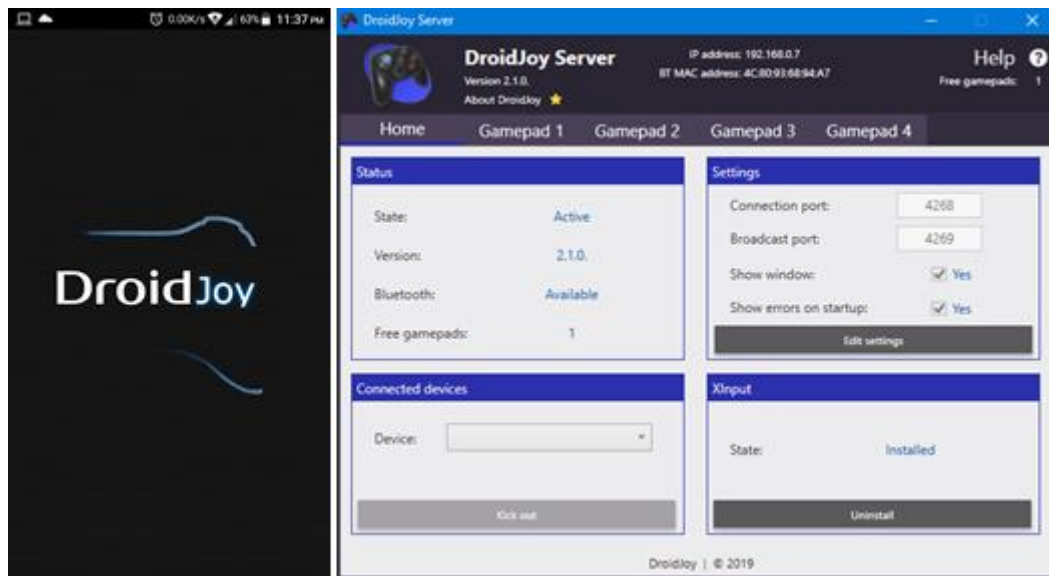 0.00K/s 63% 11:37 PM
DroidJoy
DroidJoy Server
DroidJoy Server
Version 2.1.0.
About DroidJoy
IP address: 192.168.0.7
BT MAC address: 4C:80:93:68:94:A7
Help
Free gamepads: 1
Home Gamepad 1 Gamepad 2 Gamepad 3 Gamepad 4
Status
State: Active
Version: 2.1.0.
Bluetooth: Available
Free gamepads: 1
Settings
Connection port: 4268
Broadcast port: 4269
Show window: Yes
Show errors on startup: Yes
Edit settings
Connected devices
Device:
Kick out
XInput
State: Installed
Uninstall
DroidJoy | © 2019